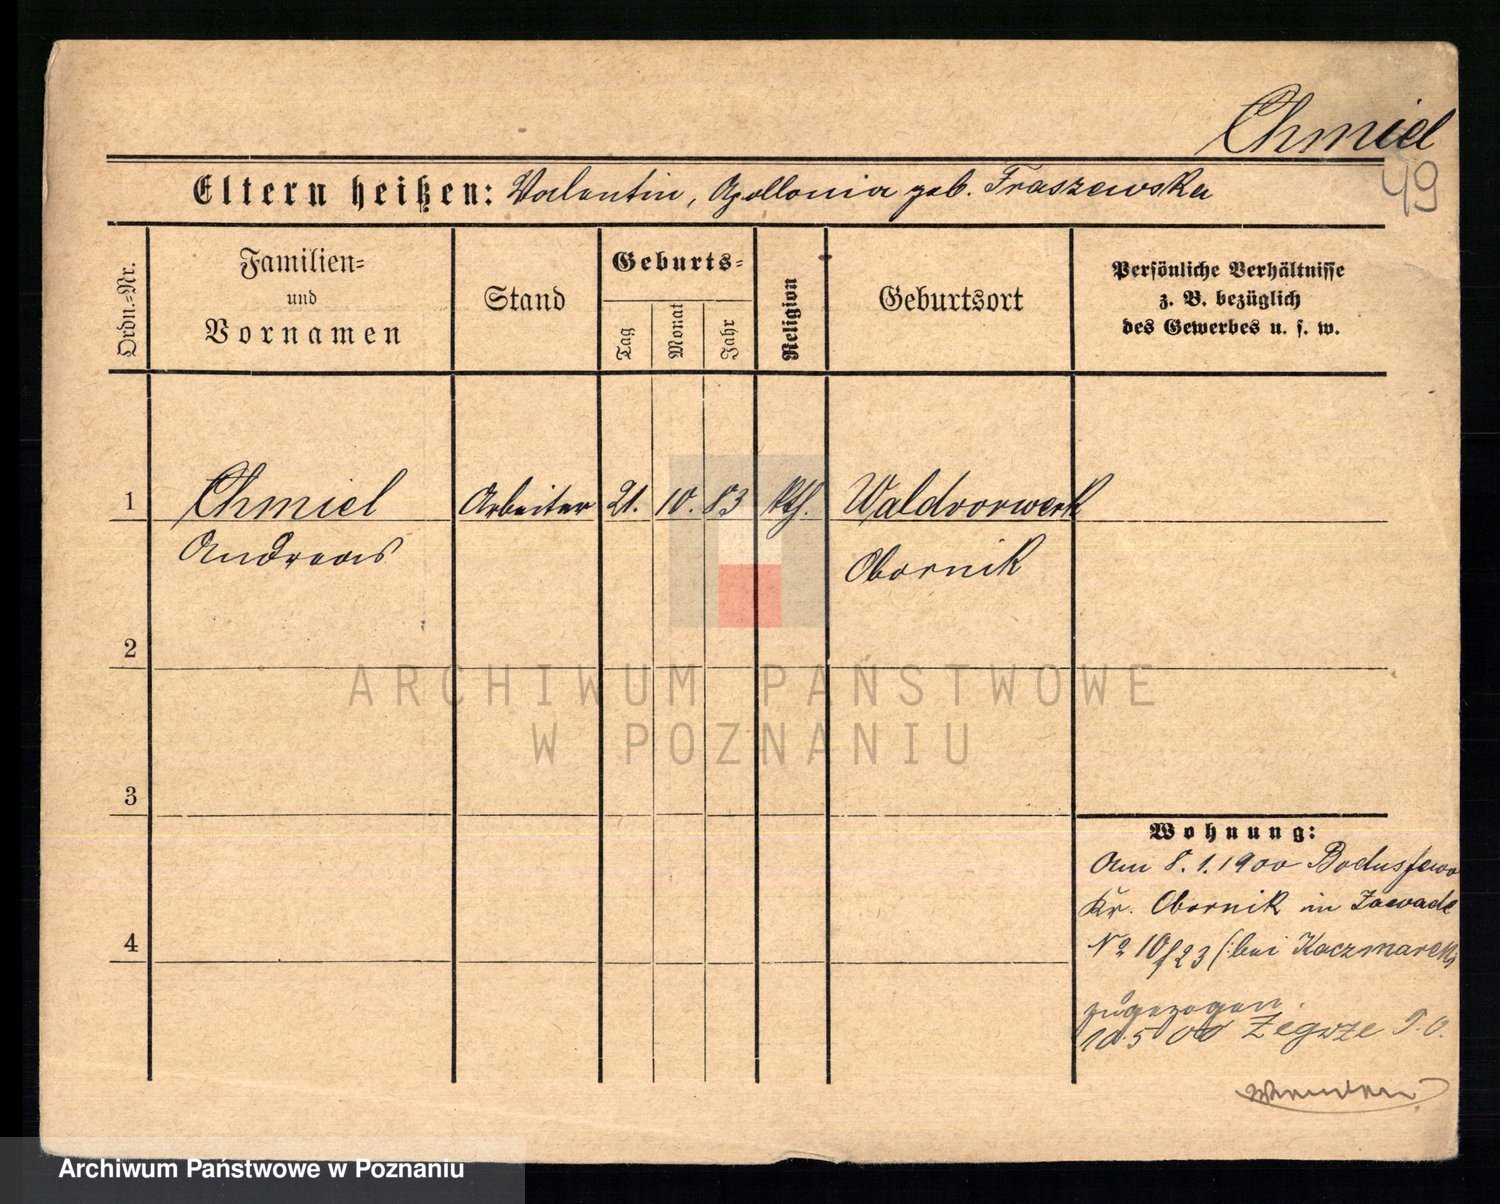 Chmiel
49
Eltern heißen: Valentin, Apollonia geb. Fraszewska
Ordn.=Nr.
Familien=
und
Vornamen
Stand
Geburts=
Tag
Monat
Jahr
Religion
Geburtsort
Persönliche Verhältnisse
z. B. bezüglich
des Gewerbes u. s. w.
1
Chmiel
Arbeiter
21.
10.
83
kth.
Waldvorwerk
Andreas
Obornik
2
ARCHIWUM PAŃSTWOWE
W POZNANIU
3
Wohnung:
Am 8.1.1900 Boduszewo
Kr. Obornik in Zawade
No 10/23 (: bei Kaczmarek
zugezogen.
10.5 00 Zegrze P. O.
4
Archiwum Państwowe w Poznaniu